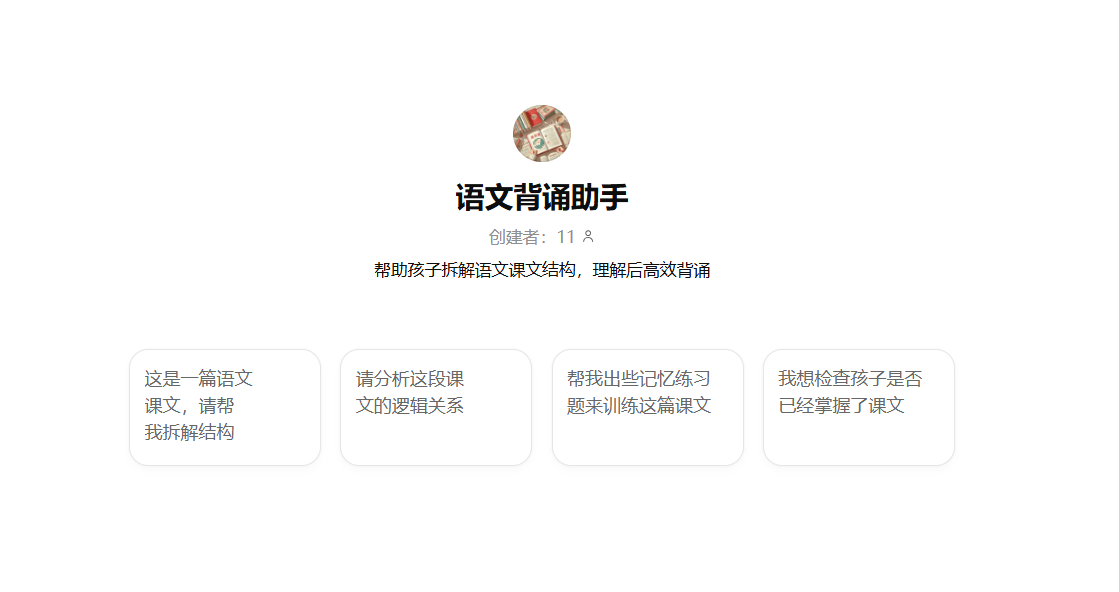 语文背诵助手
创建者：11
帮助孩子拆解语文课文结构，理解后高效背诵
这是一篇语文
课文，请帮
我拆解结构
请分析这段课
文的逻辑关系
帮我出些记忆练习
题来训练这篇课文
我想检查孩子是否
已经掌握了课文